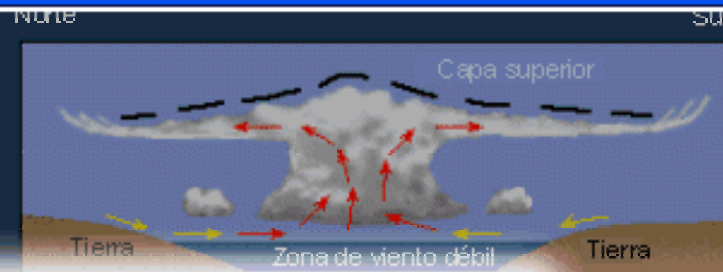 Norte
Capa superior
Tierra
Zona de viento débil
Tierra